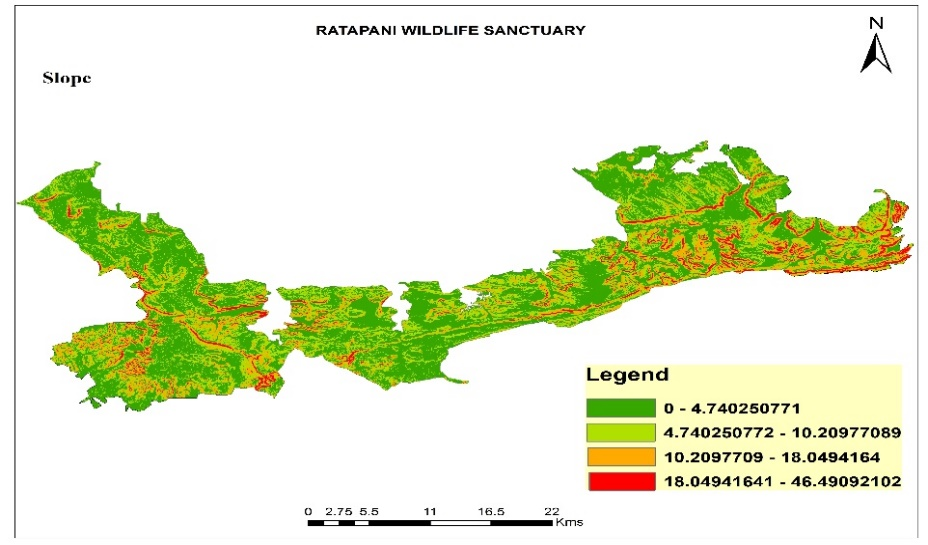 RATAPANI WILDLIFE SANCTUARY
N
Slope
Legend
0 - 4.740250771
4.740250772 - 10.20977089
10.2097709 - 18.0494164
18.04941641 - 46.49092102
0 2.75 5.5 11 16.5 22
Kms